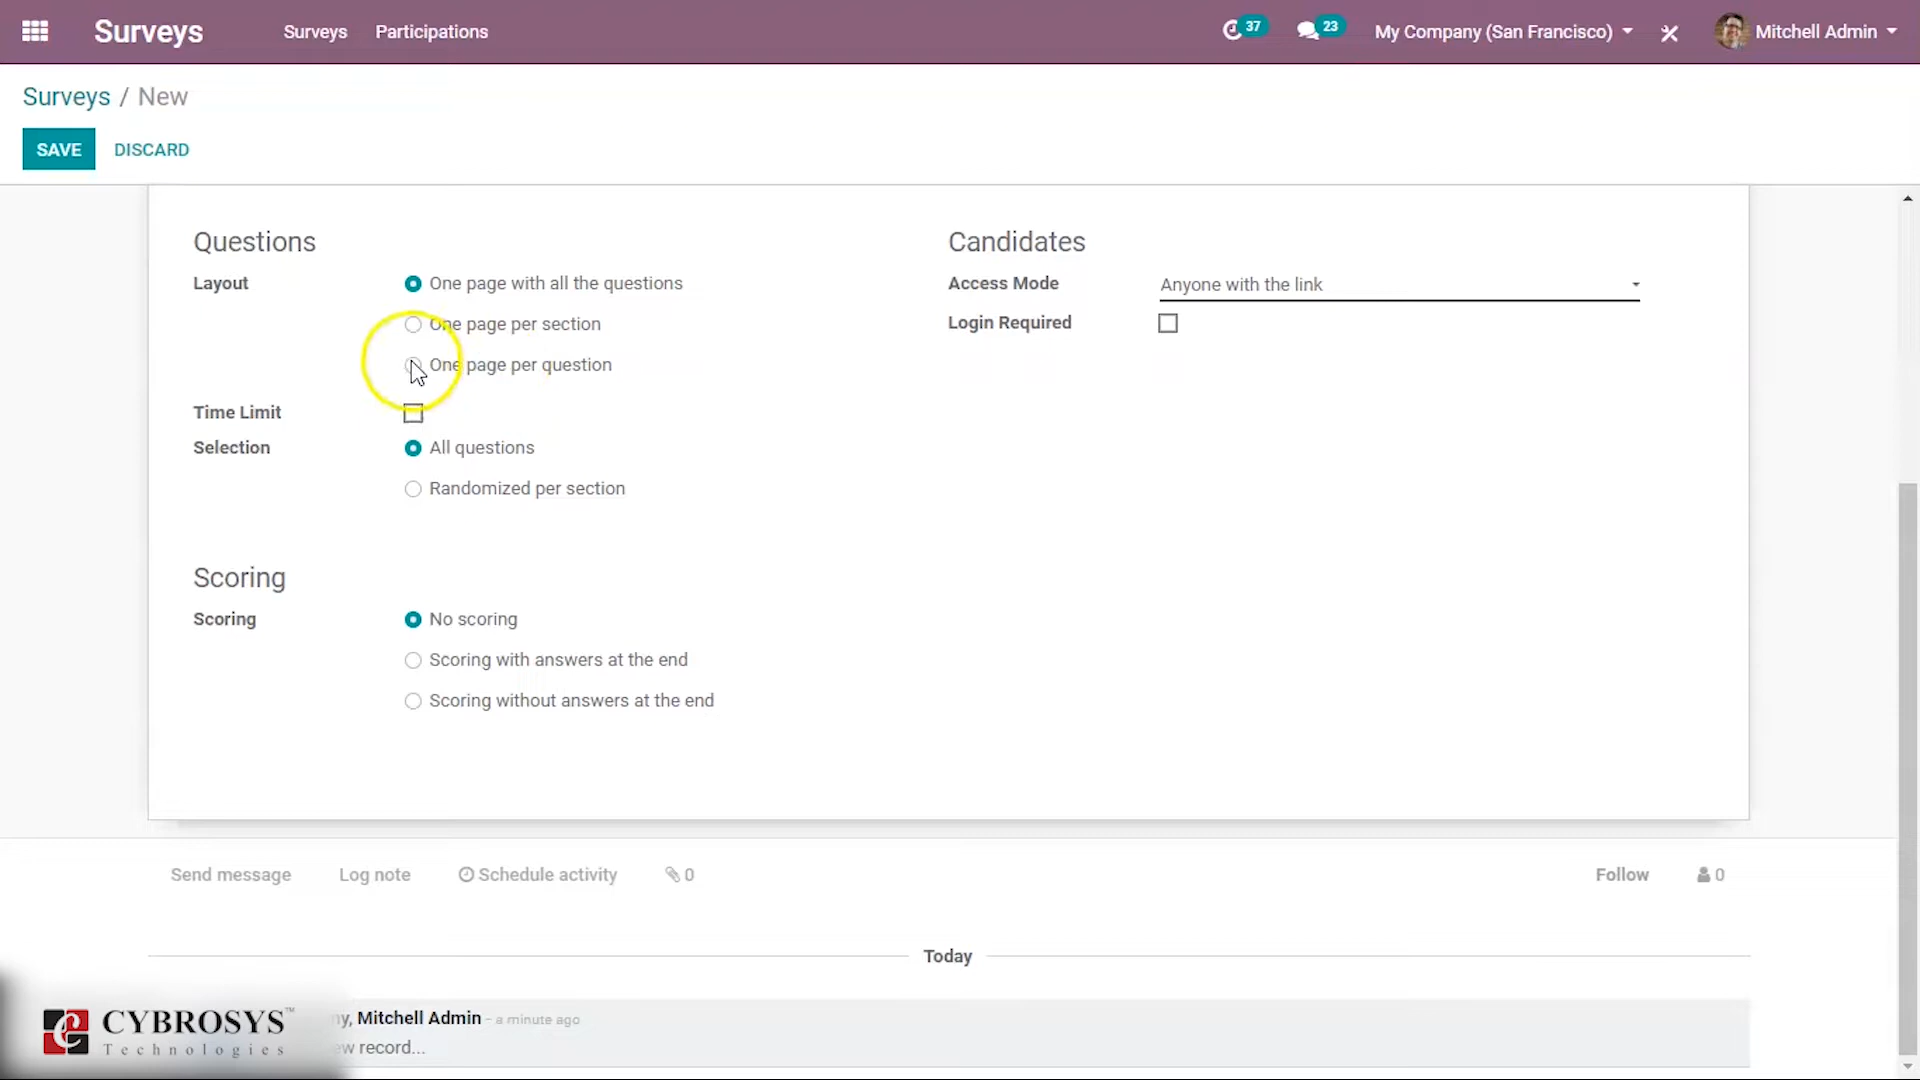 Surveys Surveys Participations 37 23 My Company (San Francisco) Mitchell Admin
Surveys / New
SAVE DISCARD
Questions Candidates
Layout One page with all the questions Access Mode Anyone with the link
One page per section Login Required
One page per question
Time Limit
Selection All questions
Randomized per section
Scoring
Scoring No scoring
Scoring with answers at the end
Scoring without answers at the end
Send message Log note Schedule activity 0 Follow 0
Today
Mitchell Admin - a minute ago
record...
CYBROSYS™
Technologies